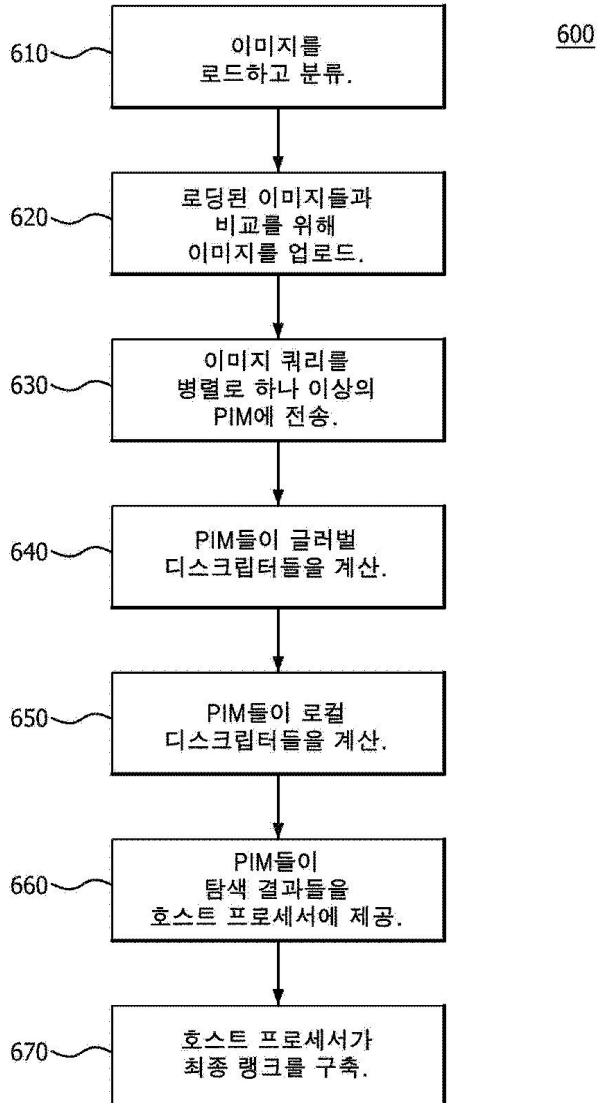 600
610
이미지를
로드하고 분류.
620
로딩된 이미지들과
비교를 위해
이미지를 업로드.
630
이미지 쿼리를
병렬로 하나 이상의
PIM에 전송.
640
PIM들이 글러벌
디스크립터들을 계산.
650
PIM들이 로컬
디스크립터들을 계산.
660
PIM들이
탐색 결과들을
호스트 프로세서에 제공.
670
호스트 프로세서가
최종 랭크를 구축.